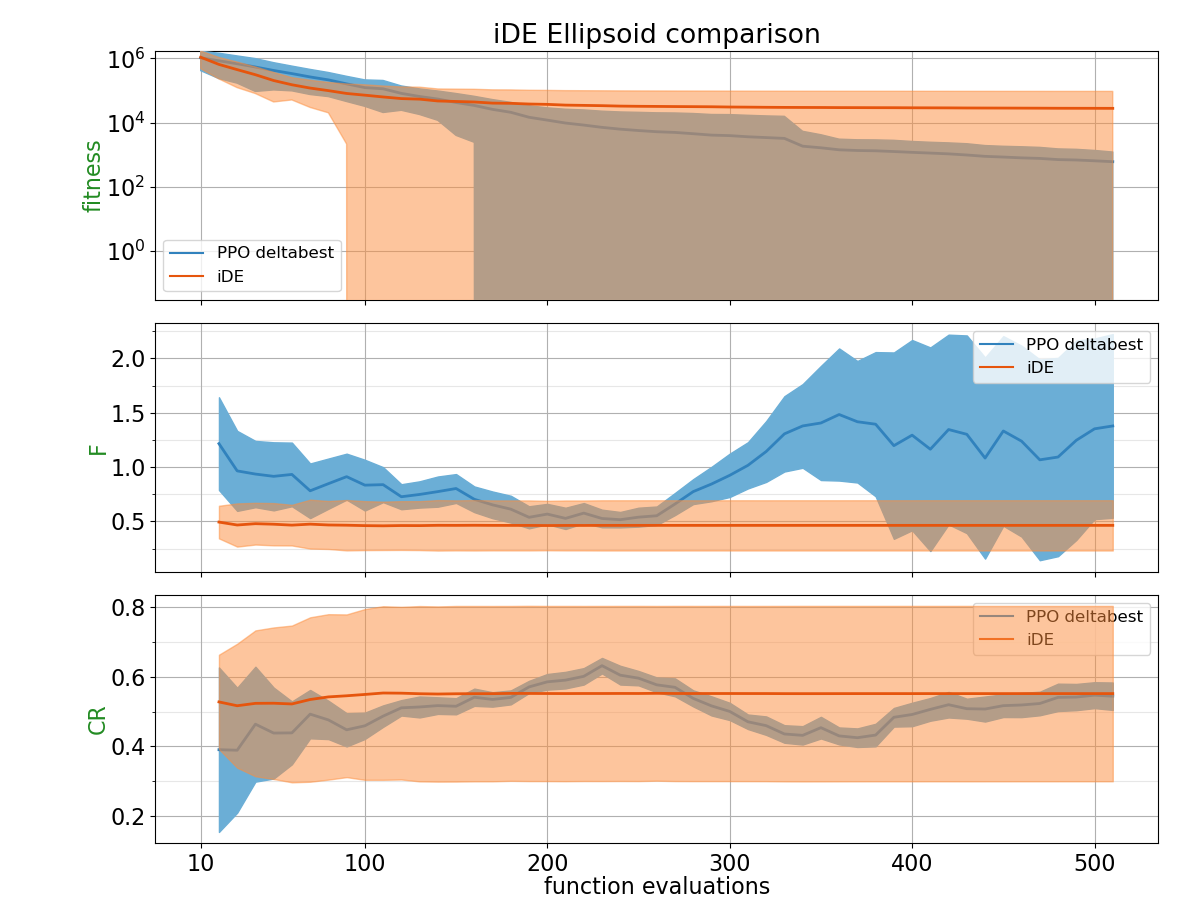 iDE Ellipsoid comparison
10^6
10^4
10^2
10^0
fitness
PPO deltabest
iDE
2.0
1.5
1.0
0.5
F
PPO deltabest
iDE
0.8
0.6
0.4
0.2
CR
PPO deltabest
iDE
10 100 200 300 400 500
function evaluations